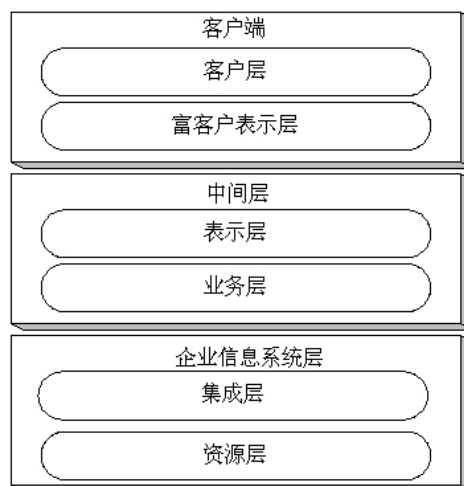 客户端
客户层
富客户表示层
中间层
表示层
业务层
企业信息系统层
集成层
资源层